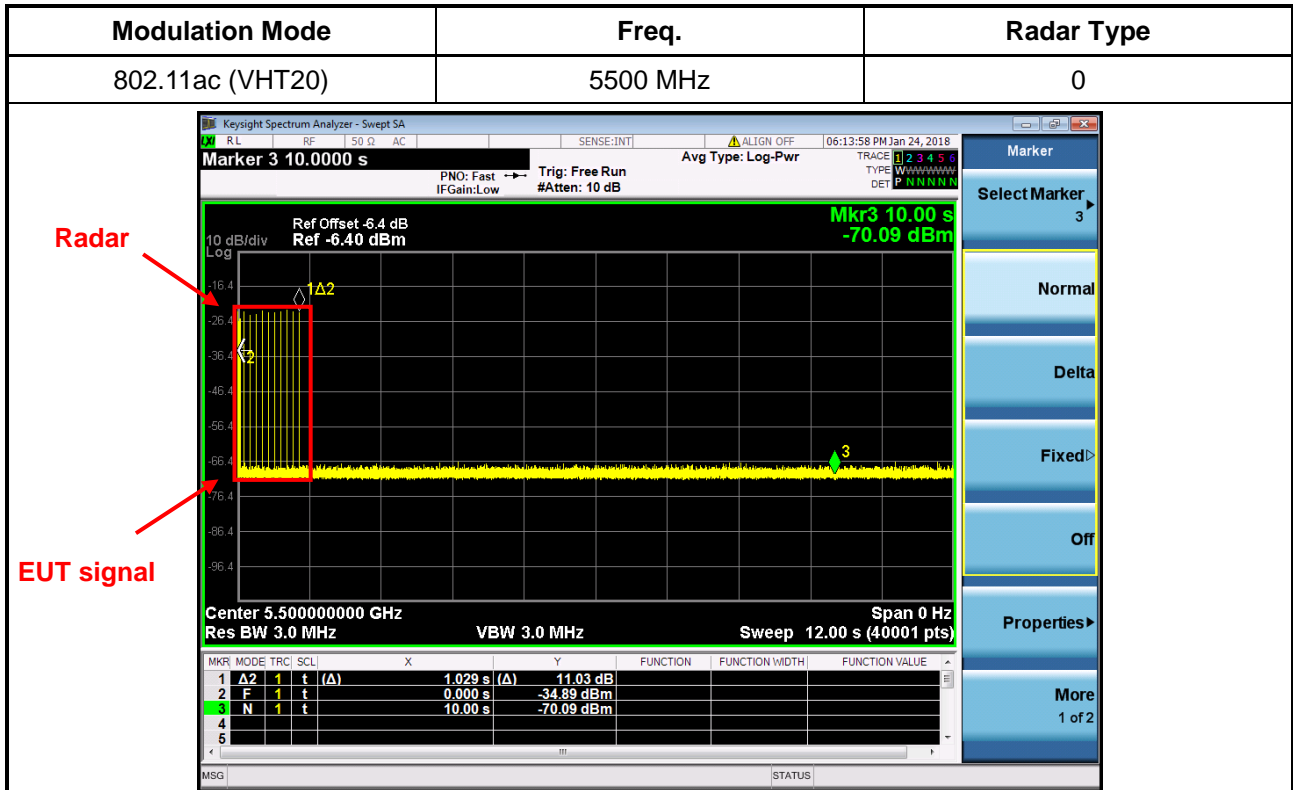 Modulation Mode Freq. Radar Type
802.11ac (VHT20) 5500 MHz 0
Keysight Spectrum Analyzer - Swept SA
LXI RL RF 50 Ω AC SENSE:INT ALIGN OFF 06:13:58 PM Jan 24, 2018
Marker 3 10.0000 s
PNO: Fast
IFGain:Low
Trig: Free Run
#Atten: 10 dB
Avg Type: Log-Pwr
TRACE 1 2 3 4 5 6
TYPE WWWWWW
DET P N N N N N
Ref Offset -6.4 dB
10 dB/div Ref -6.40 dBm
Log
Mkr3 10.00 s
-70.09 dBm
Radar
EUT signal
-16.4
-26.4
-36.4
-46.4
-56.4
-66.4
-76.4
-86.4
-96.4
1Δ2
2
3
Center 5.500000000 GHz Span 0 Hz
Res BW 3.0 MHz VBW 3.0 MHz Sweep 12.00 s (40001 pts)
MKR MODE TRC SCL X Y FUNCTION FUNCTION WIDTH FUNCTION VALUE
1 Δ2 1 t (Δ) 1.029 s (Δ) 11.03 dB
2 F 1 t 0.000 s -34.89 dBm
3 N 1 t 10.00 s -70.09 dBm
4
5
MSG STATUS
Marker
Select Marker
3
Normal
Delta
Fixed
Off
Properties
More
1 of 2